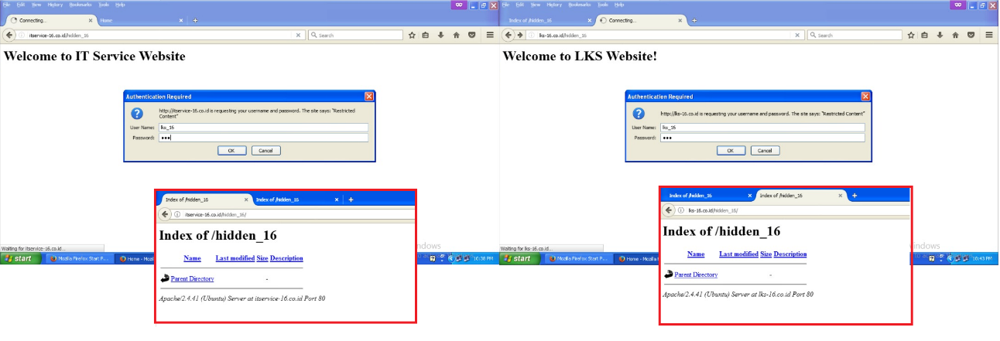 File Edit View History Bookmarks Tools Help
Connecting...
Home
itservice-16.co.id/hidden_16
Search
Welcome to IT Service Website
Authentication Required
http://itservice-16.co.id is requesting your username and password. The site says: "Restricted
Content"
User Name: lks_16
Password: •••
OK Cancel
Index of /hidden_16
Index of /hidden_16
itservice-16.co.id/hidden_16/
Index of /hidden_16
Name Last modified Size Description
Parent Directory -
Apache/2.4.41 (Ubuntu) Server at itservice-16.co.id Port 80
Waiting for itservice-16.co.id...
start Mozilla Firefox Start P... Home - Mozi 10:38 PM
ndows
File Edit View History Bookmarks Tools Help
Index of /hidden_16
Connecting...
lks-16.co.id/hidden_16
Search
Welcome to LKS Website!
Authentication Required
http://lks-16.co.id is requesting your username and password. The site says: "Restricted Content"
User Name: lks_16
Password: •••
OK Cancel
Index of /hidden_16
Index of /hidden_16
lks-16.co.id/hidden_16/
Index of /hidden_16
Name Last modified Size Description
Parent Directory -
Apache/2.4.41 (Ubuntu) Server at lks-16.co.id Port 80
Waiting for lks-16.co.id...
start Mozilla Firefox Start P... Home - Mozilla 10:43 PM
indows